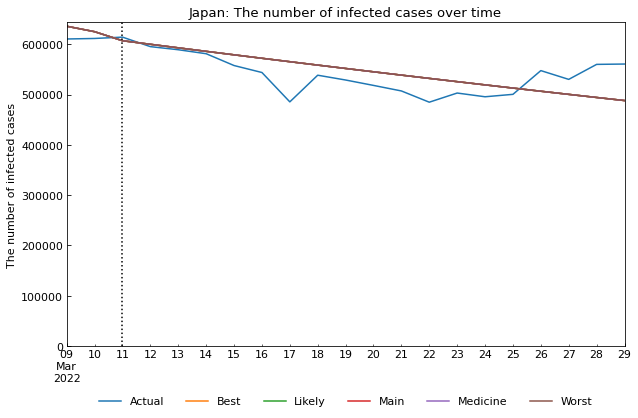 Japan: The number of infected cases over time
The number of infected cases
600000
500000
400000
300000
200000
100000
0
09 10 11 12 13 14 15 16 17 18 19 20 21 22 23 24 25 26 27 28 29
Mar
2022
Actual Best Likely Main Medicine Worst